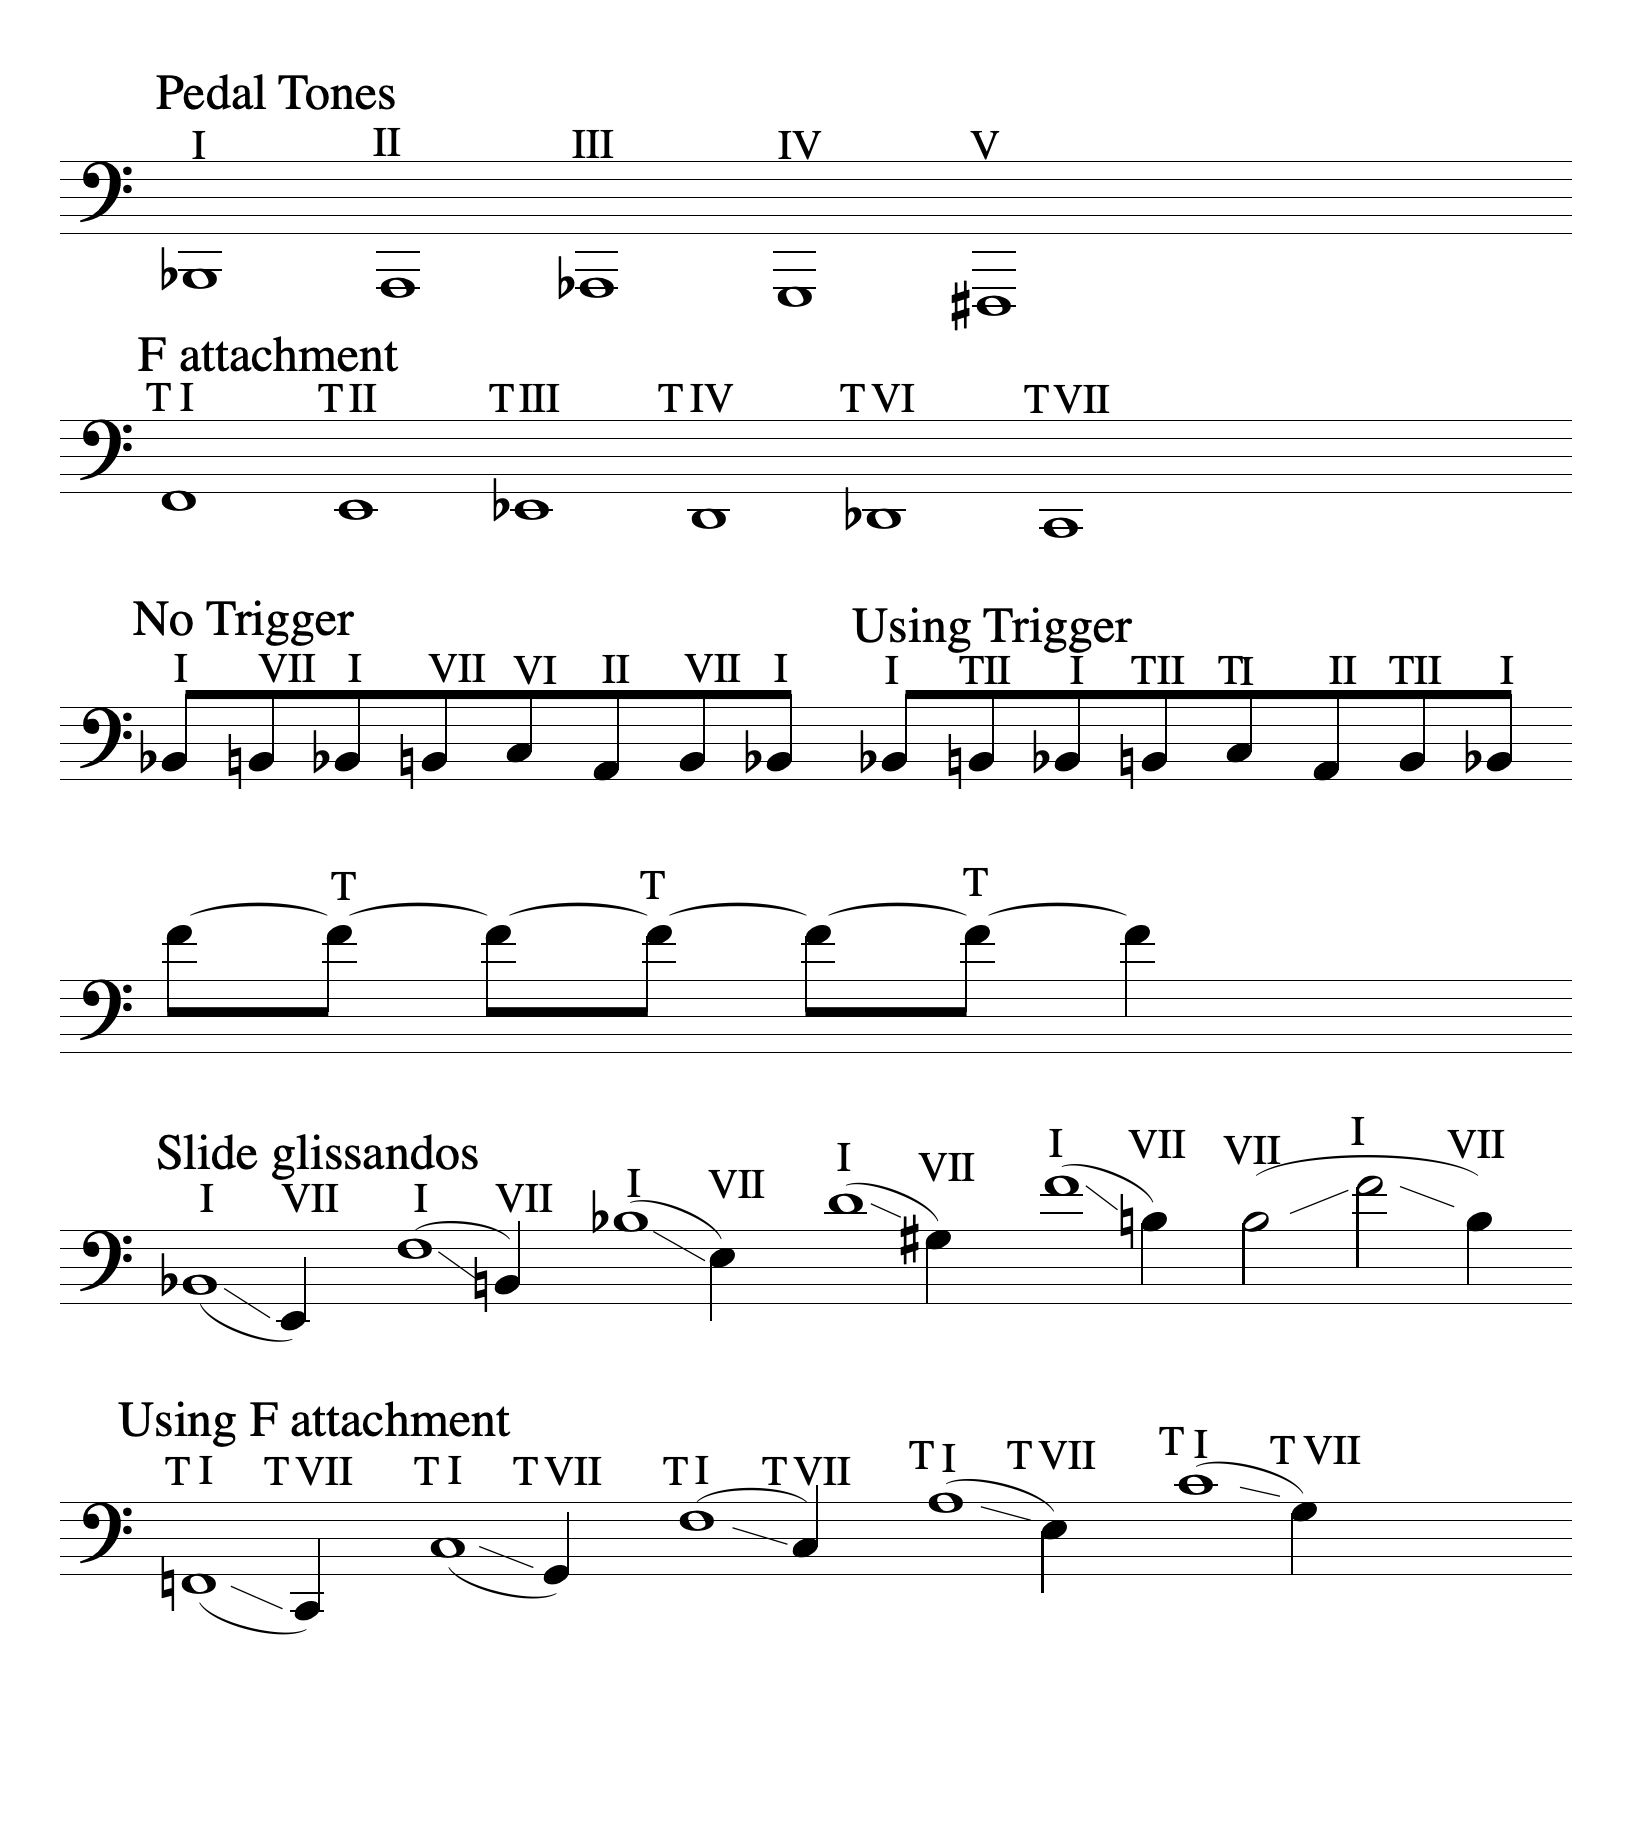 Pedal Tones
I II III IV V
F attachment
T I T II T III T IV T VI T VII
No Trigger Using Trigger
I VII I VII VI II VII I I TII I TII TI II TII I
T T T
Slide glissandos
I VII I VII I VII I VII I VII VII I VII
Using F attachment
T I T VII T I T VII T I T VII T I T VII T I T VII